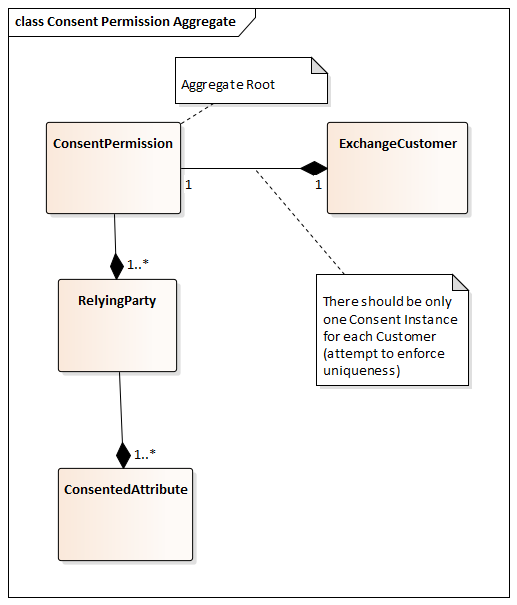 class Consent Permission Aggregate
Aggregate Root
ConsentPermission
ExchangeCustomer
1
1
1..*
RelyingParty
There should be only
one Consent Instance
for each Customer
(attempt to enforce
uniqueness)
1..*
ConsentedAttribute